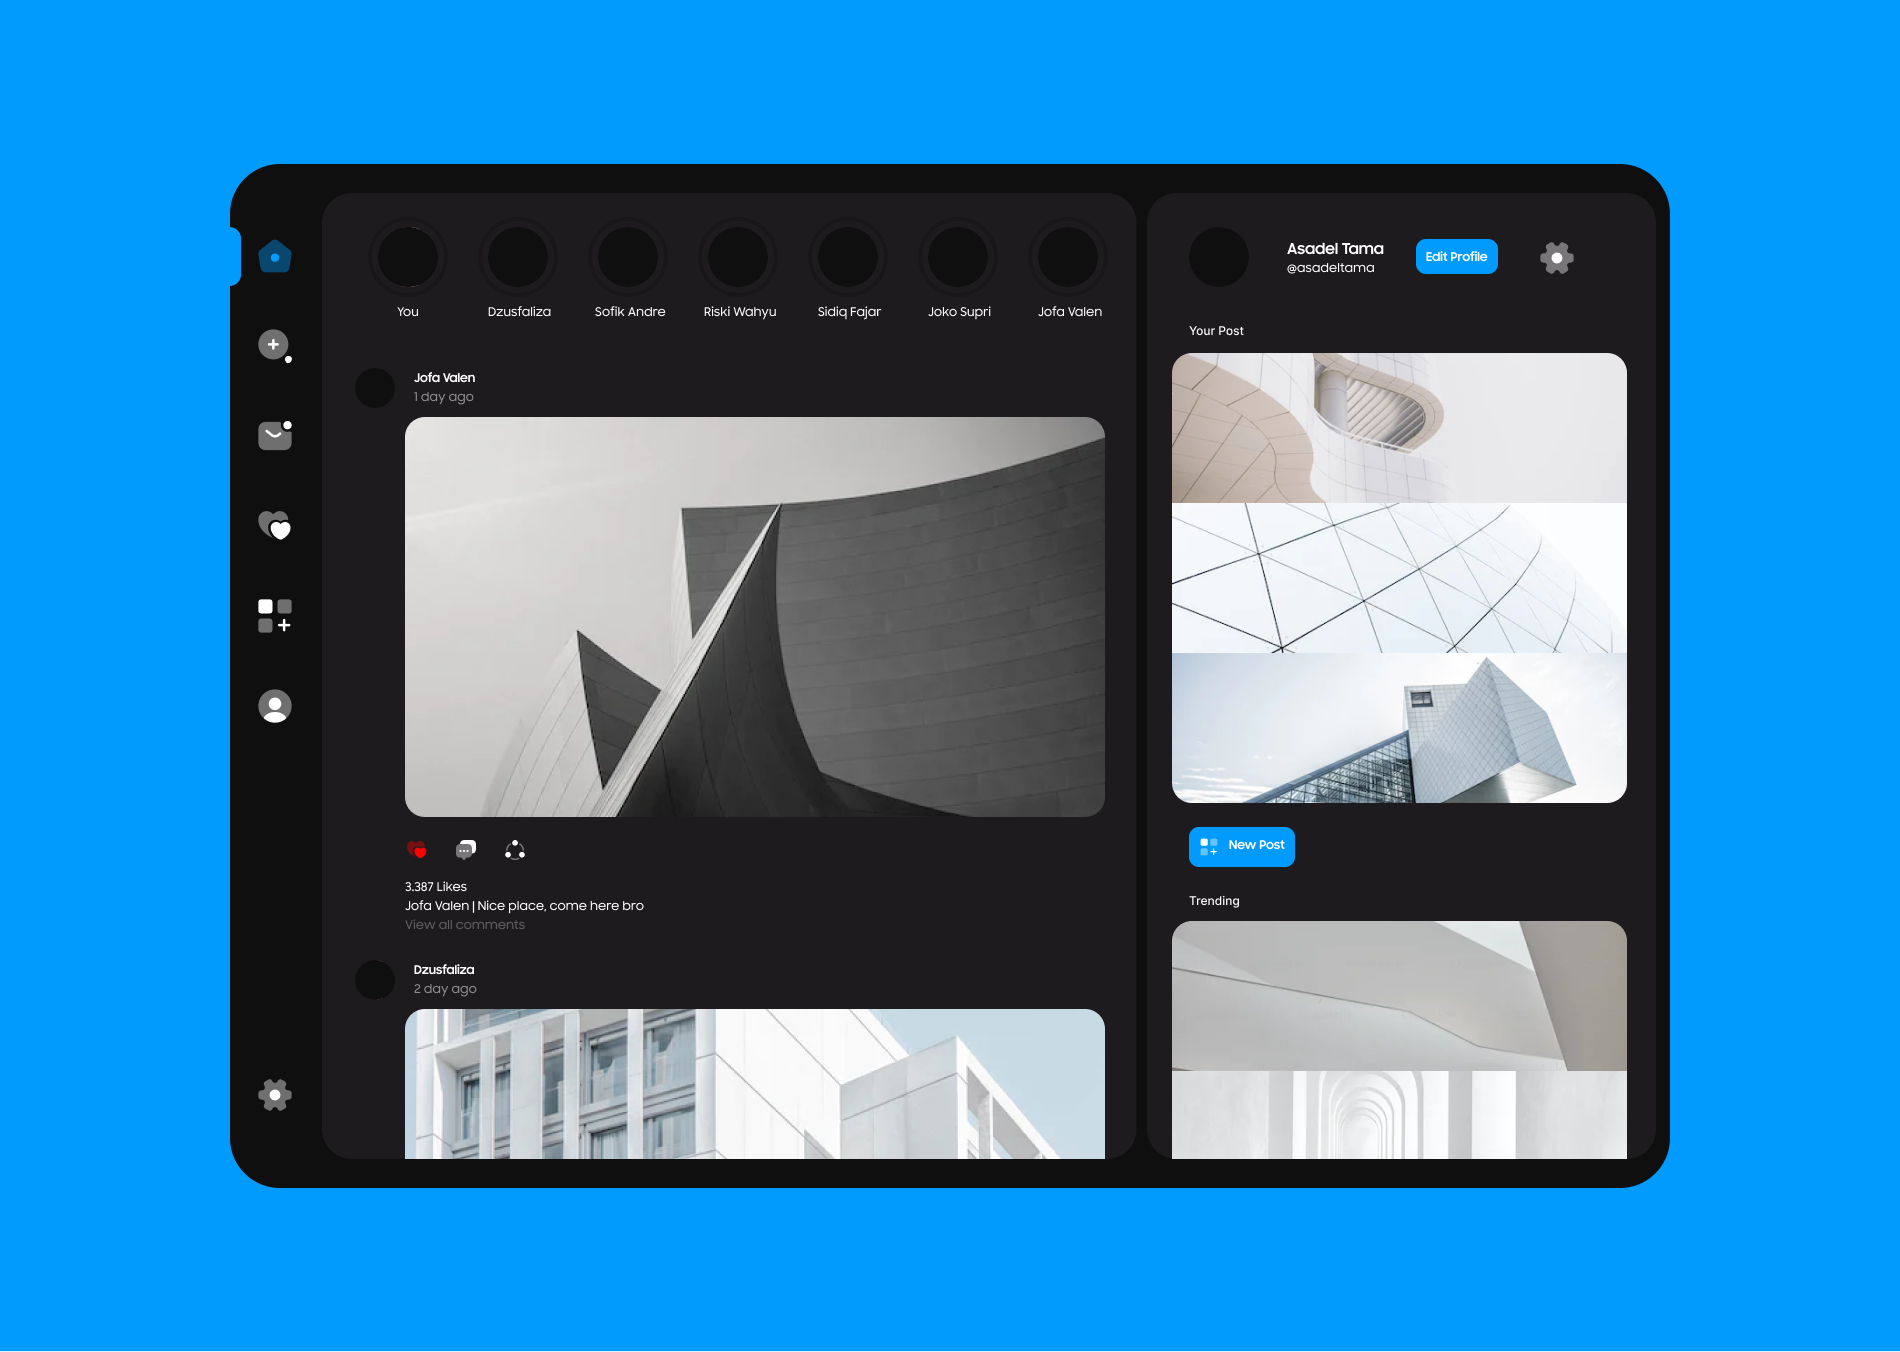 You
Dzusfaliza
Sofik Andre
Riski Wahyu
Sidiq Fajar
Joko Supri
Jofa Valen
Jofa Valen
1 day ago
3.387 Likes
Jofa Valen | Nice place, come here bro
View all comments
Dzusfaliza
2 day ago
Asadel Tama
@asadeltama
Edit Profile
Your Post
New Post
Trending